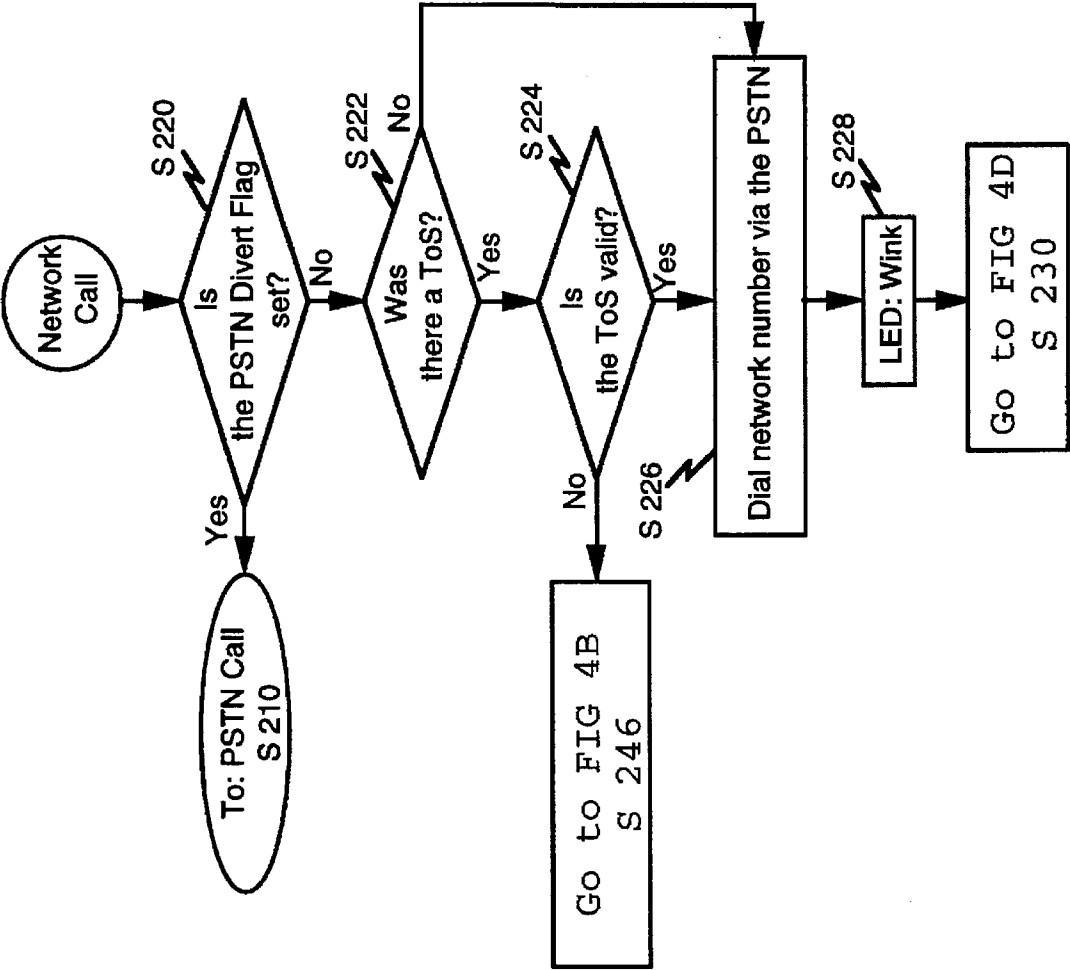 Network
Call
S 220
Is
the PSTN Divert Flag
set?
Yes
No
To: PSTN Call
S 210
S 222
Was
there a ToS?
No
Yes
S 224
Is
the ToS valid?
No
Yes
Go to FIG 4B
S 246
S 226
Dial network number via the PSTN
S 228
LED: Wink
Go to FIG 4D
S 230